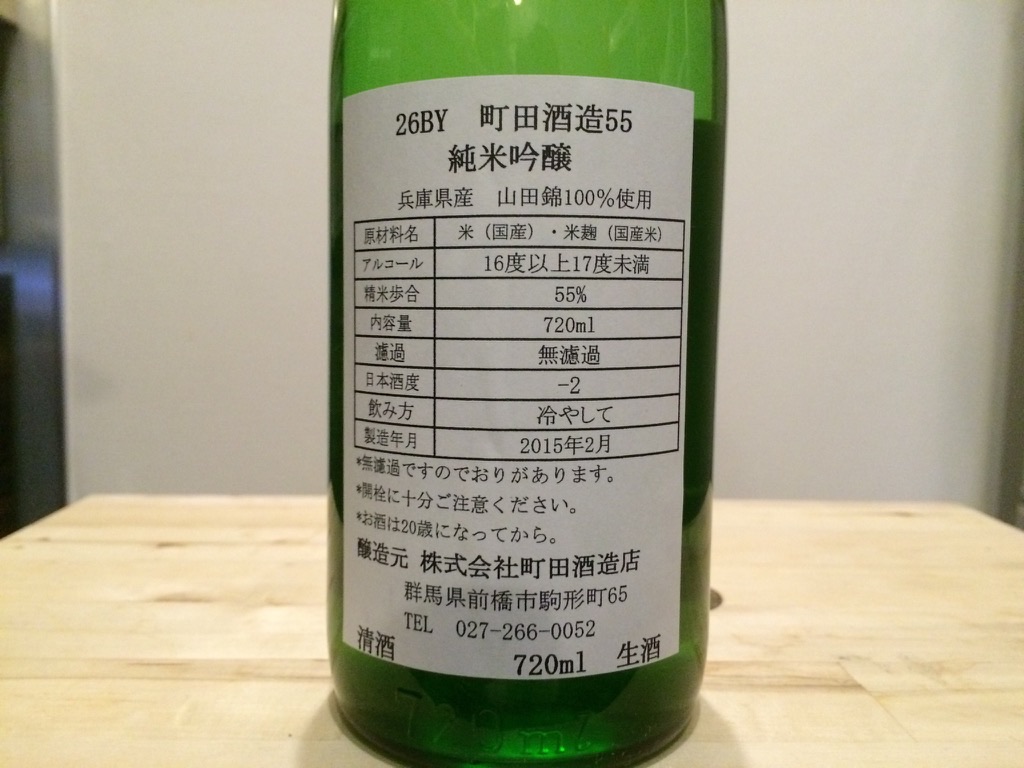 26BY 町田酒造55
純米吟醸
兵庫県産 山田錦100%使用
原材料名 米（国産）・米麹（国産米）
アルコール 16度以上17度未満
精米歩合 55%
内容量 720ml
濾過 無濾過
日本酒度 -2
飲み方 冷やして
製造年月 2015年2月
*無濾過ですのでおりがあります。
*開栓に十分ご注意ください。
*お酒は20歳になってから。
醸造元 株式会社町田酒造店
群馬県前橋市駒形町65
TEL 027-266-0052
清酒 720ml 生酒
720ml